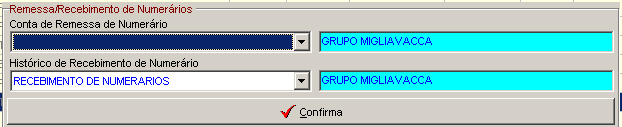 Remessa/Recebimento de Numerários
Conta de Remessa de Numerário
GRUPO MIGLIAVACCA
Histórico de Recebimento de Numerário
RECEBIMENTO DE NUMERARIOS GRUPO MIGLIAVACCA
Confirma